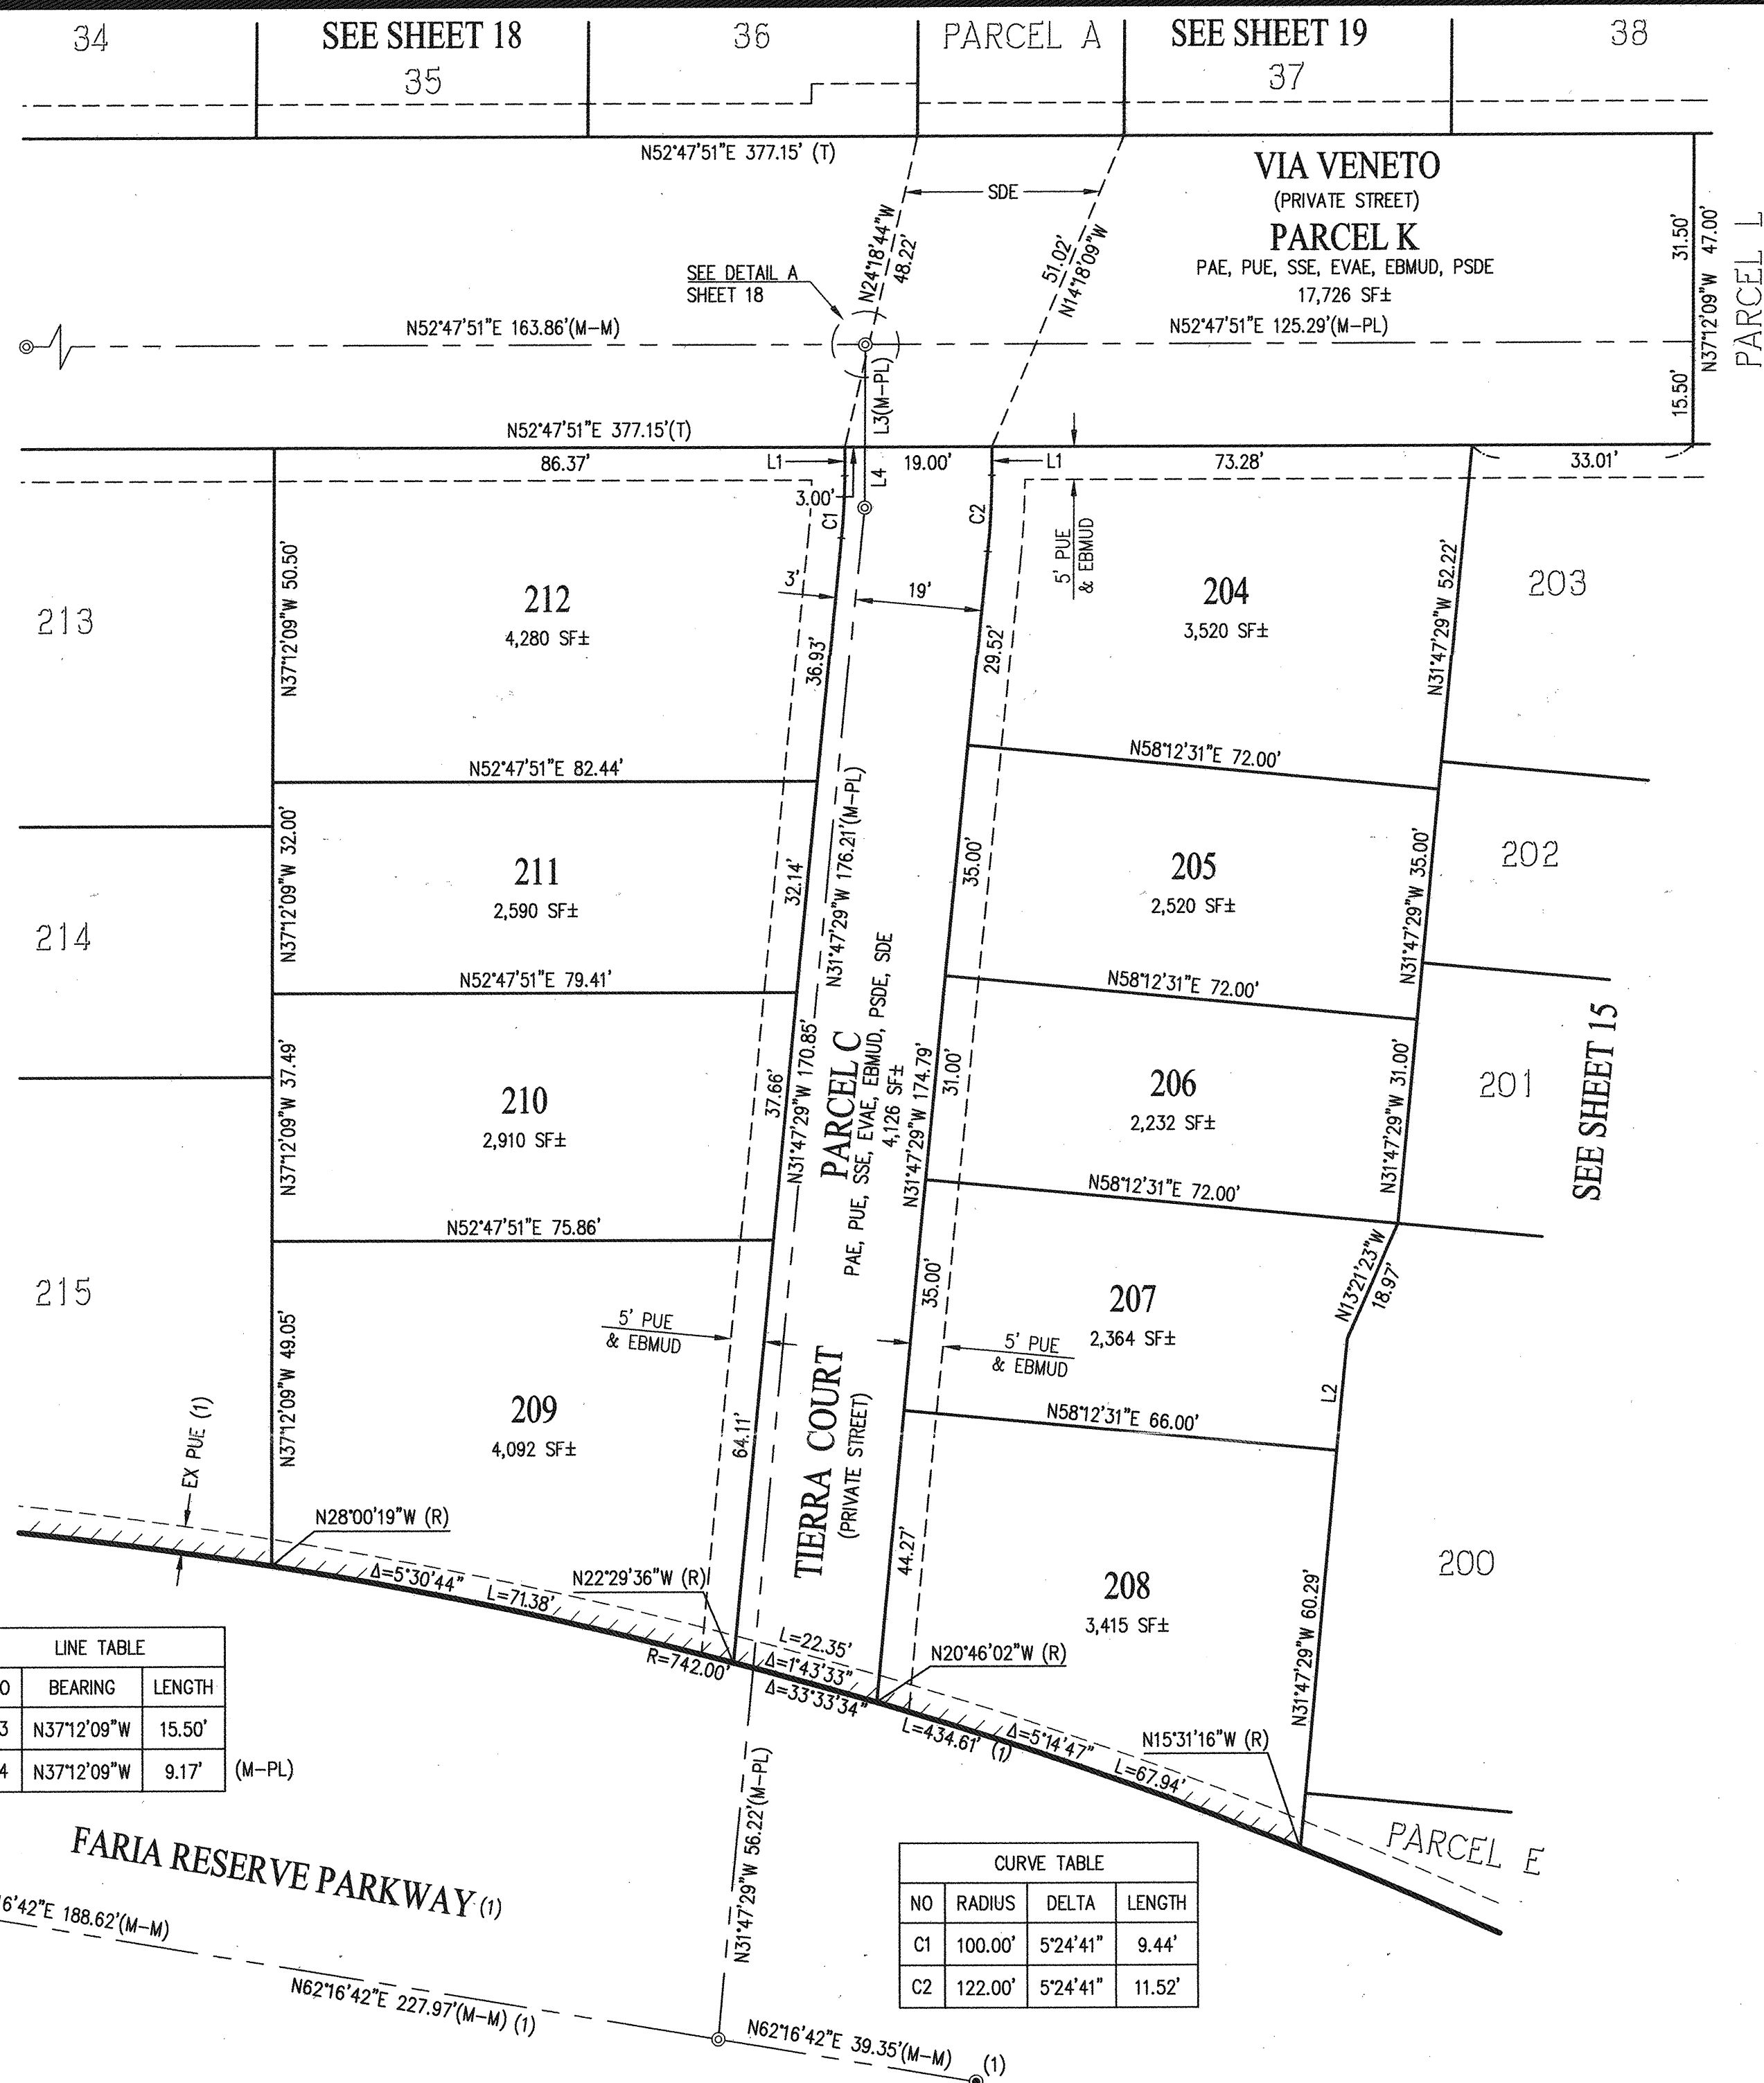 34
SEE SHEET 18
35
36
PARCEL A
SEE SHEET 19
37
38
N52°47'51"E 377.15' (T)
SDE
VIA VENETO
(PRIVATE STREET)
PARCEL K
PAE, PUE, SSE, EVAE, EBMUD, PSDE
17,726 SF±
N24°18'44"W
48.22'
51.02'
N14°18'09"W
31.50'
N37°12'09"W 47.00'
15.50'
PARCEL L
SEE DETAIL A
SHEET 18
N52°47'51"E 163.86'(M-M)
N52°47'51"E 125.29'(M-PL)
L3(M-PL)
N52°47'51"E 377.15'(T)
86.37'
L1
3.00'
L4
19.00'
L1
73.28'
33.01'
C1
C2
5' PUE
& EBMUD
213
N37°12'09"W 50.50'
212
4,280 SF±
3'
19'
36.93'
29.52'
204
3,520 SF±
N31°47'29"W 52.22'
203
N52°47'51"E 82.44'
N58°12'31"E 72.00'
214
N37°12'09"W 32.00'
211
2,590 SF±
32.14'
N31°47'29"W 176.21'(M-PL)
35.00'
205
2,520 SF±
N31°47'29"W 35.00'
202
N52°47'51"E 79.41'
N58°12'31"E 72.00'
N37°12'09"W 37.49'
210
2,910 SF±
37.66'
N31°47'29"W 170.85'
PARCEL C
PAE, PUE, SSE, EVAE, EBMUD, PSDE, SDE
4,126 SF±
N31°47'29"W 174.79'
31.00'
206
2,232 SF±
N31°47'29"W 31.00'
201
SEE SHEET 15
N52°47'51"E 75.86'
N58°12'31"E 72.00'
215
N37°12'09"W 49.05'
209
4,092 SF±
5' PUE
& EBMUD
64.11'
TIERRA COURT
(PRIVATE STREET)
35.00'
5' PUE
& EBMUD
207
2,364 SF±
N13°21'23"W
18.97'
L2
N58°12'31"E 66.00'
EX PUE (1)
N28°00'19"W (R)
Δ=5°30'44"
L=71.38'
N22°29'36"W (R)
R=742.00'
44.27'
208
3,415 SF±
N31°47'29"W 60.29'
200
L=22.35'
Δ=1°43'33"
Δ=33°33'34"
N20°46'02"W (R)
L=434.61' (1)
Δ=5°14'47"
L=67.94'
N15°31'16"W (R)
PARCEL E
LINE TABLE
O BEARING LENGTH
3 N37°12'09"W 15.50'
4 N37°12'09"W 9.17' (M-PL)
FARIA RESERVE PARKWAY (1)
6'42"E 188.62'(M-M)
N62°16'42"E 227.97'(M-M) (1)
N31°47'29"W 56.22'(M-PL)
N62°16'42"E 39.35'(M-M) (1)
CURVE TABLE
NO RADIUS DELTA LENGTH
C1 100.00' 5°24'41" 9.44'
C2 122.00' 5°24'41" 11.52'